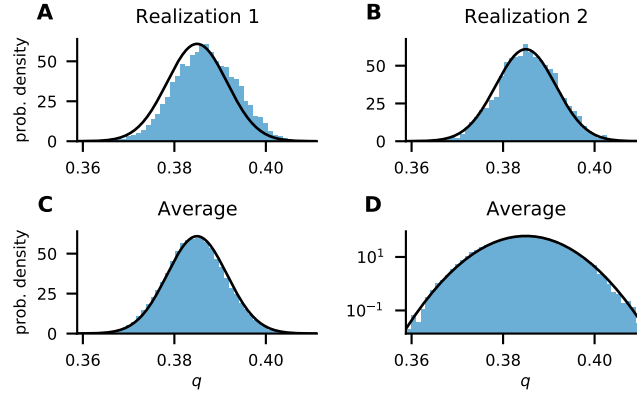 A
Realization 1
prob. density
50
25
0
0.36
0.38
0.40
B
Realization 2
50
25
0
0.36
0.38
0.40
C
Average
prob. density
50
25
0
0.36
0.38
0.40
q
D
Average
10¹
10⁻¹
0.36
0.38
0.40
q